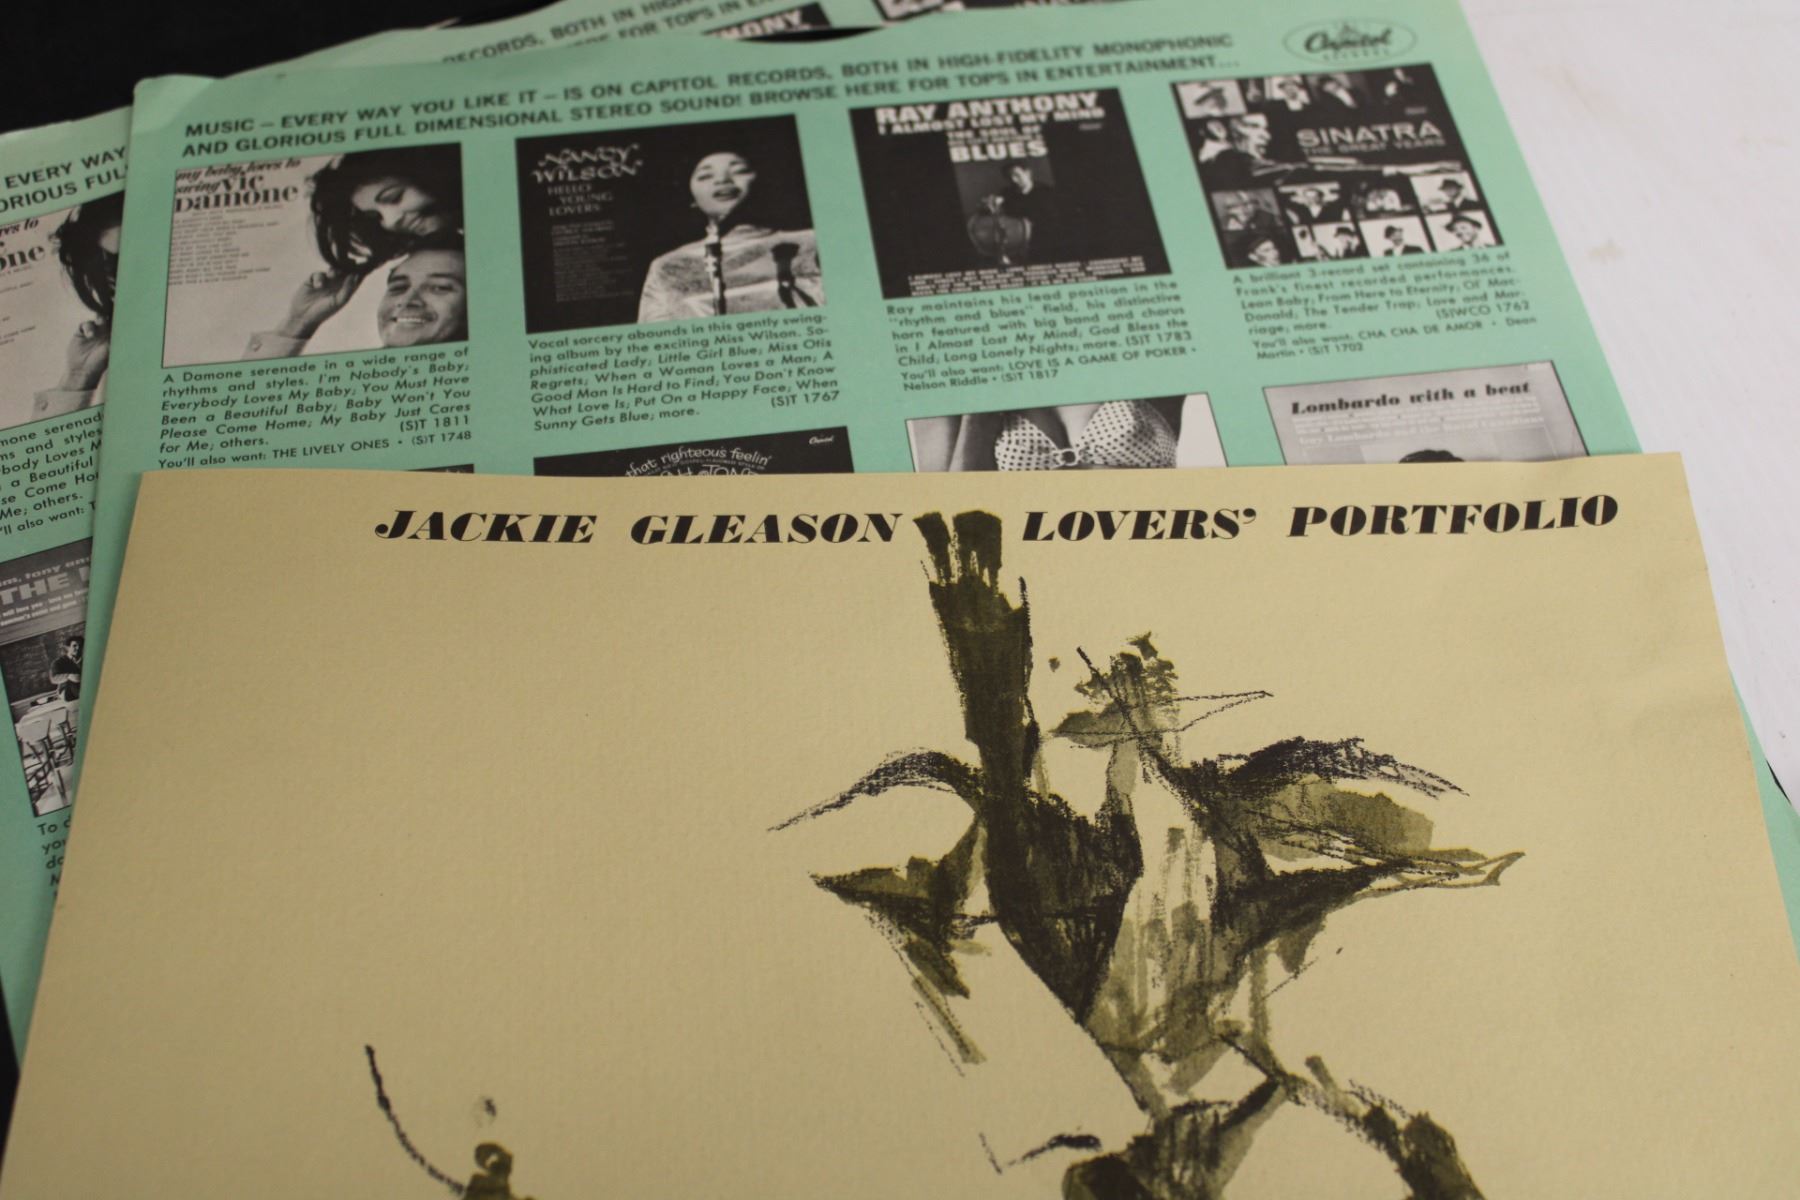 RECORDS, BOTH IN HIGH-
FOR TOPS IN
Capitol
RECORDS
MUSIC – EVERY WAY YOU LIKE IT – IS ON CAPITOL RECORDS, BOTH IN HIGH-FIDELITY MONOPHONIC
AND GLORIOUS FULL DIMENSIONAL STEREO SOUND! BROWSE HERE FOR TOPS IN ENTERTAINMENT...
EVERY WAY
ORIOUS FUL
my baby loves to
swing vic
damone
A Damone serenade in a wide range of
rhythms and styles. I'm Nobody's Baby;
Everybody Loves My Baby; You Must Have
Been a Beautiful Baby; Baby Won't You
Please Come Home; My Baby Just Cares
for Me; others. (S)T 1811
You'll also want: THE LIVELY ONES • (S)T 1748
NANCY
WILSON
HELLO
YOUNG
LOVERS
Vocal sorcery abounds in this gently swing-
ing album by the exciting Miss Wilson. So-
phisticated Lady; Little Girl Blue; Miss Otis
Regrets; When a Woman Loves a Man; A
Good Man Is Hard to Find; You Don't Know
What Love Is; Put On a Happy Face; When
Sunny Gets Blue; more. (S)T 1767
RAY ANTHONY
I ALMOST LOST MY MIND
THE SOUL OF
BLUES
Ray maintains his lead position in the
"rhythm and blues" field, his distinctive
horn featured with big band and chorus
in I Almost Lost My Mind; God Bless the
Child; Long Lonely Nights; more. (S)T 1783
You'll also want: LOVE IS A GAME OF POKER •
Nelson Riddle • (S)T 1817
SINATRA
THE GREAT YEARS
A brilliant 3-record set containing 36 of
Frank's finest recorded performances.
Lean Baby; From Here to Eternity; Ol' Mac-
Donald; The Tender Trap; Love and Mar-
riage; more. (S)WCO 1762
You'll also want: CHA CHA DE AMOR • Dean
Martin • (S)T 1702
that righteous feelin'
Capitol
Lombardo with a beat
Guy Lombardo and the Royal Canadians
JACKIE GLEASON LOVERS' PORTFOLIO